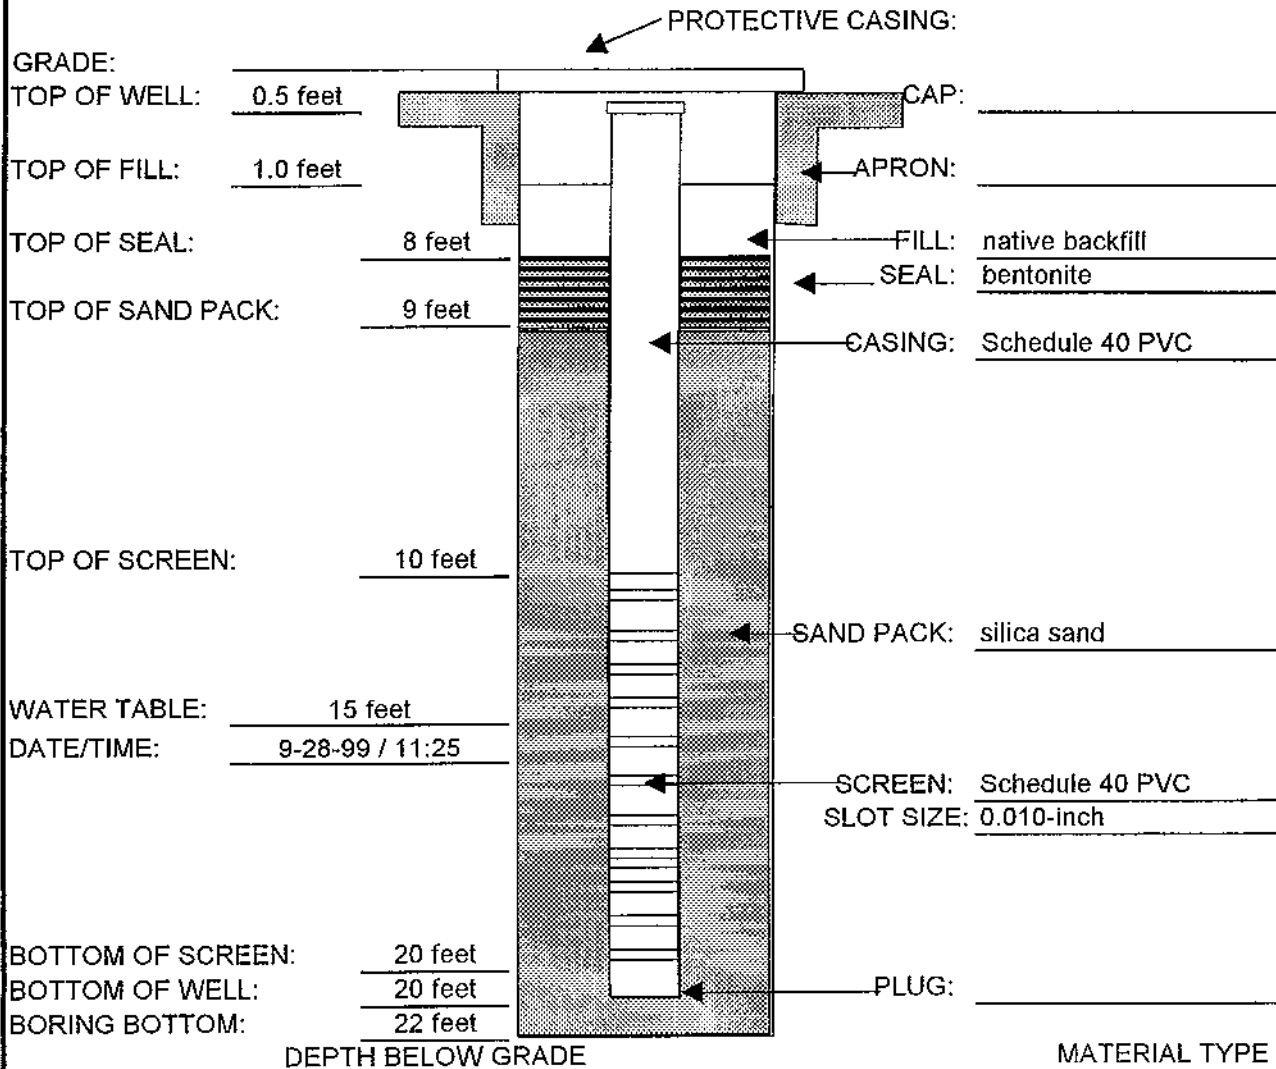 PROTECTIVE CASING:
GRADE:
TOP OF WELL: 0.5 feet CAP:
TOP OF FILL: 1.0 feet APRON:
TOP OF SEAL: 8 feet FILL: native backfill
SEAL: bentonite
TOP OF SAND PACK: 9 feet
CASING: Schedule 40 PVC
TOP OF SCREEN: 10 feet
SAND PACK: silica sand
WATER TABLE: 15 feet
DATE/TIME: 9-28-99 / 11:25
SCREEN: Schedule 40 PVC
SLOT SIZE: 0.010-inch
BOTTOM OF SCREEN: 20 feet
BOTTOM OF WELL: 20 feet PLUG:
BORING BOTTOM: 22 feet
DEPTH BELOW GRADE MATERIAL TYPE